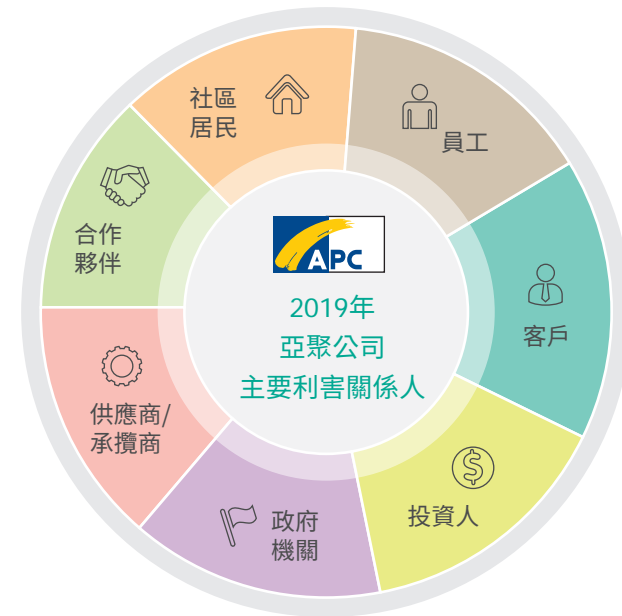 APC
2019年
亞聚公司
主要利害關係人
員工
客戶
投資人
政府
機關
供應商/
承攬商
合作
夥伴
社區
居民